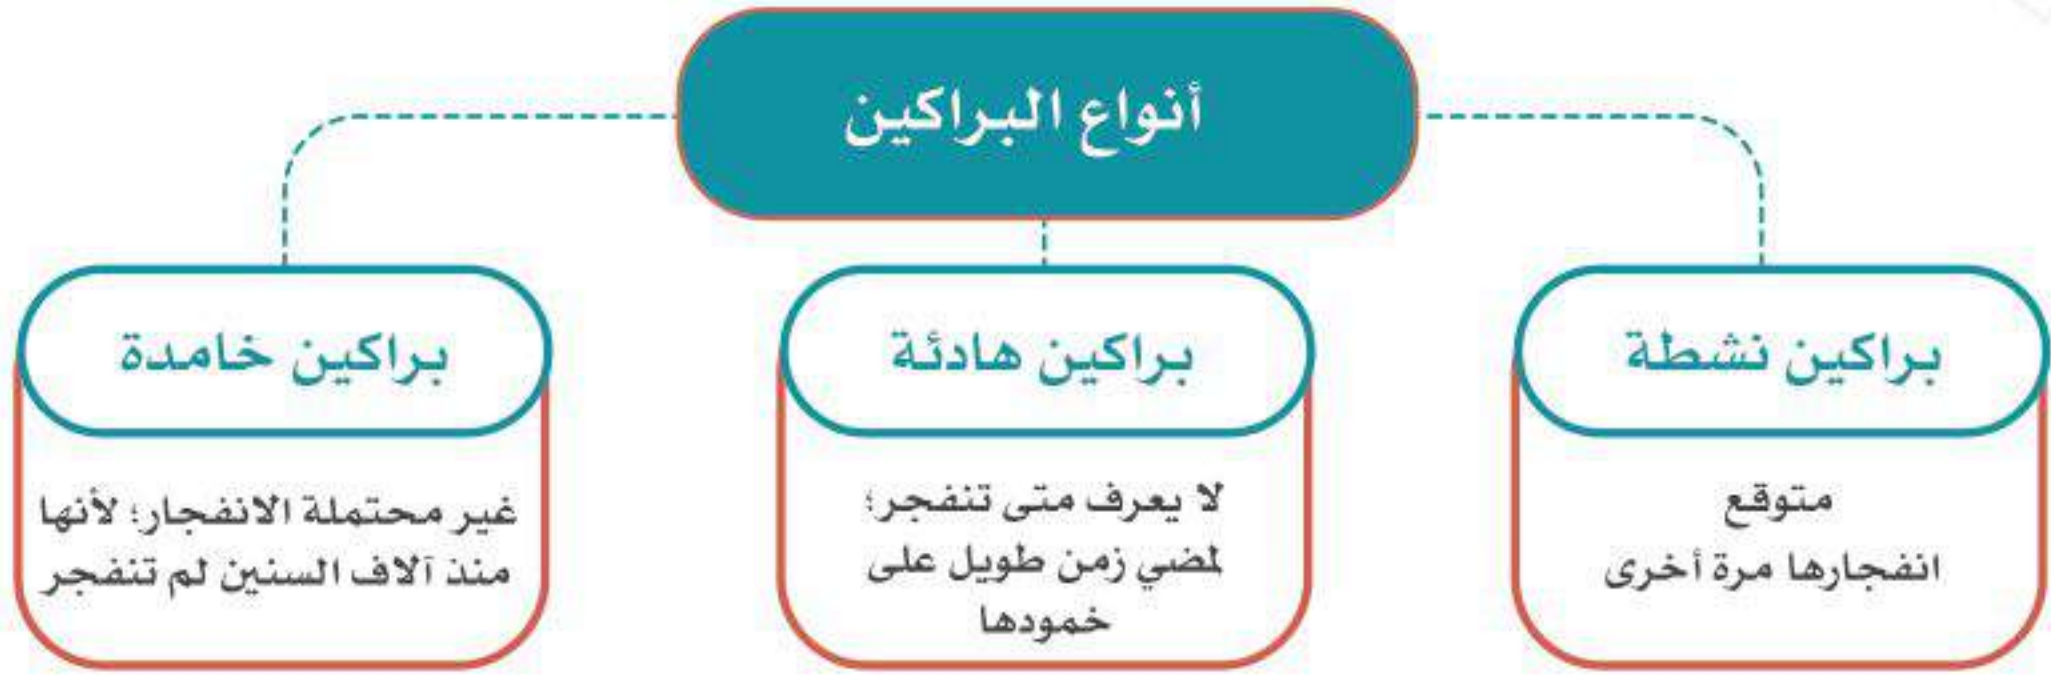 أنواع البراكين
براكين نشطة
متوقع
انفجارها مرة أخرى
براكين هادئة
لا يعرف متى تنفجر؛
لمضي زمن طويل على
خمودها
براكين خامدة
غير محتملة الانفجار؛ لأنها
منذ آلاف السنين لم تنفجر